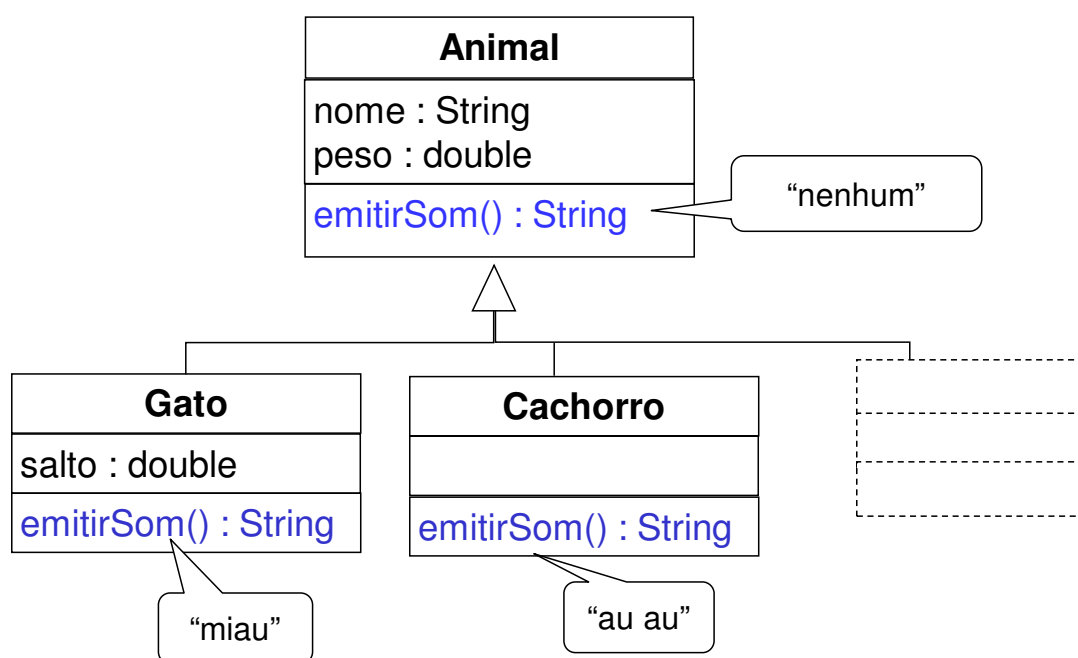 Animal
nome : String
peso : double
emitirSom() : String
“nenhum”
Gato
salto : double
emitirSom() : String
“miau”
Cachorro
emitirSom() : String
“au au”